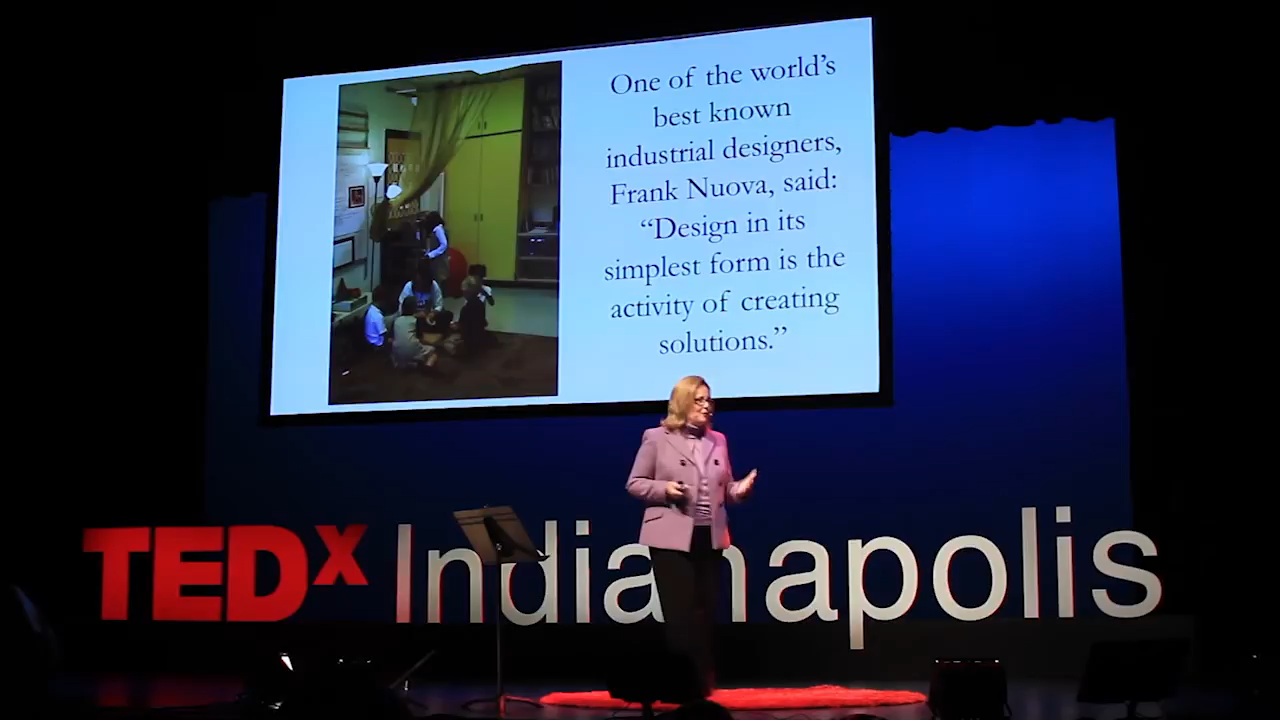 One of the world's
best known
industrial designers,
Frank Nuova, said:
“Design in its
simplest form is the
activity of creating
solutions.”
TEDx Indianapolis